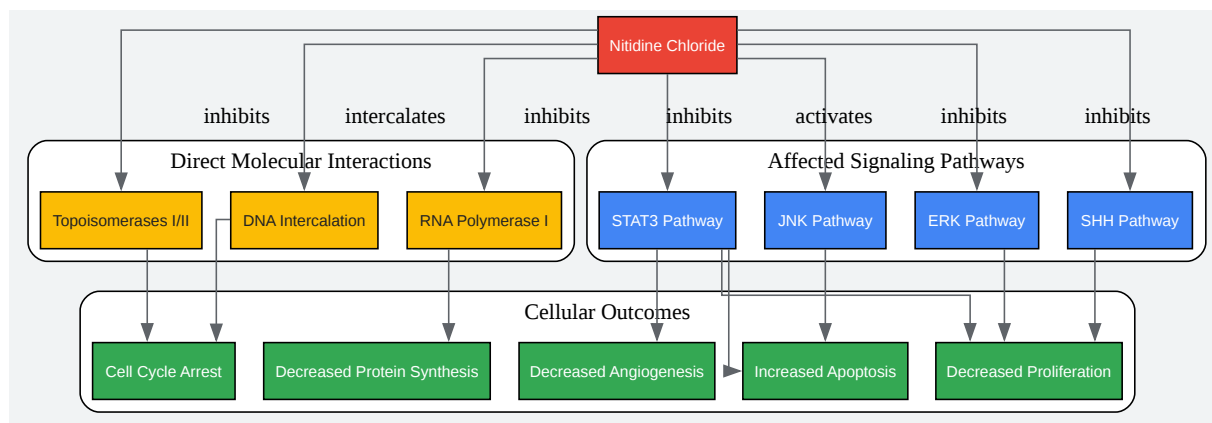 Nitidine Chloride
inhibits
intercalates
inhibits
inhibits
activates
inhibits
inhibits
Direct Molecular Interactions
Affected Signaling Pathways
Topoisomerases I/II
DNA Intercalation
RNA Polymerase I
STAT3 Pathway
JNK Pathway
ERK Pathway
SHH Pathway
Cellular Outcomes
Cell Cycle Arrest
Decreased Protein Synthesis
Decreased Angiogenesis
Increased Apoptosis
Decreased Proliferation